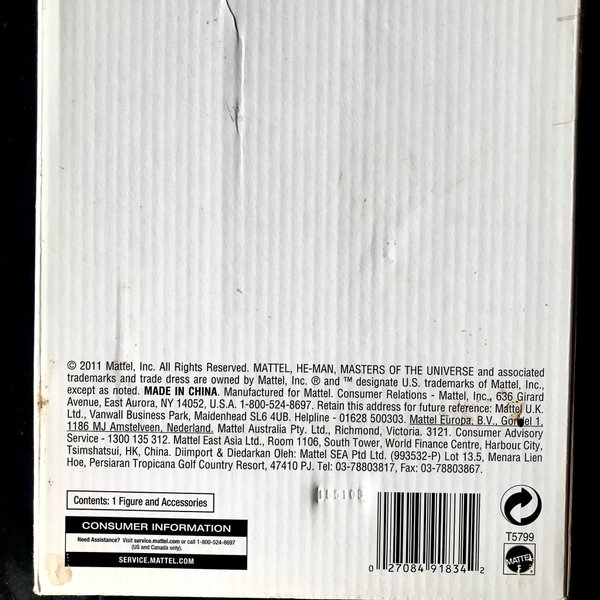 © 2011 Mattel, Inc. All Rights Reserved. MATTEL, HE-MAN, MASTERS OF THE UNIVERSE and associated
trademarks and trade dress are owned by Mattel, Inc. ® and ™ designate U.S. trademarks of Mattel, Inc.,
except as noted. MADE IN CHINA. Manufactured for Mattel. Consumer Relations - Mattel, Inc., 636 Girard
Avenue, East Aurora, NY 14052, U.S.A. 1-800-524-8697. Retain this address for future reference: Mattel U.K.
Ltd., Vanwall Business Park, Maidenhead SL6 4UB. Helpline - 01628 500303. Mattel Europa, B.V., Gondel 1,
1186 MJ Amstelveen, Nederland. Mattel Australia Pty. Ltd., Richmond, Victoria. 3121. Consumer Advisory
Service - 1300 135 312. Mattel East Asia Ltd., Room 1106, South Tower, World Finance Centre, Harbour City,
Tsimshatsui, HK, China. Diimport & Diedarkan Oleh: Mattel SEA Ptd Ltd. (993532-P) Lot 13.5, Menara Lien
Hoe, Persiaran Tropicana Golf Country Resort, 47410 PJ. Tel: 03-78803817, Fax: 03-78803867.
Contents: 1 Figure and Accessories
CONSUMER INFORMATION
Need Assistance? Visit service.mattel.com or call 1-800-524-8697
(US and Canada only).
SERVICE.MATTEL.COM
0 27084 91834 2
T5799
MATTEL